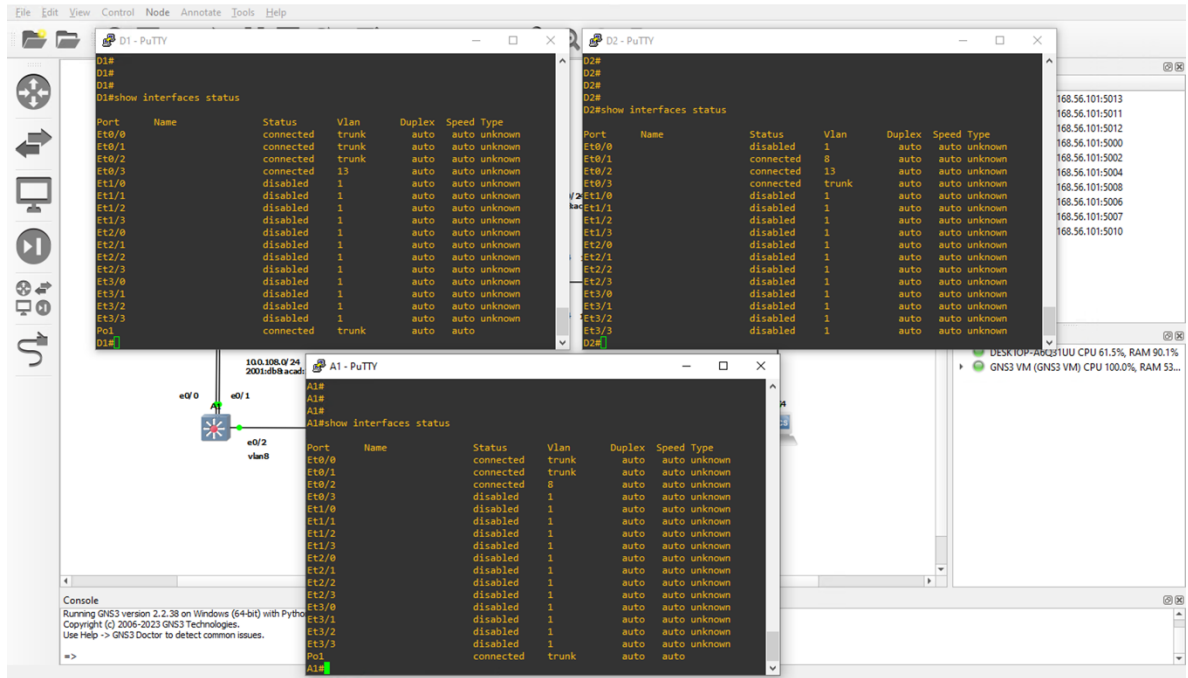 File Edit View Control Node Annotate Tools Help
D1 - PuTTY
D1#
D1#
D1#
D1#show interfaces status
Port Name Status Vlan Duplex Speed Type
Et0/0 connected trunk auto auto unknown
Et0/1 connected trunk auto auto unknown
Et0/2 connected trunk auto auto unknown
Et0/3 connected 13 auto auto unknown
Et1/0 disabled 1 auto auto unknown
Et1/1 disabled 1 auto auto unknown
Et1/2 disabled 1 auto auto unknown
Et1/3 disabled 1 auto auto unknown
Et2/0 disabled 1 auto auto unknown
Et2/1 disabled 1 auto auto unknown
Et2/2 disabled 1 auto auto unknown
Et2/3 disabled 1 auto auto unknown
Et3/0 disabled 1 auto auto unknown
Et3/1 disabled 1 auto auto unknown
Et3/2 disabled 1 auto auto unknown
Et3/3 disabled 1 auto auto unknown
Po1 connected trunk auto auto
D1#
D2 - PuTTY
D2#
D2#
D2#
D2#
D2#show interfaces status
Port Name Status Vlan Duplex Speed Type
Et0/0 disabled 1 auto auto unknown
Et0/1 connected 8 auto auto unknown
Et0/2 connected 13 auto auto unknown
Et0/3 connected trunk auto auto unknown
Et1/0 disabled 1 auto auto unknown
Et1/1 disabled 1 auto auto unknown
Et1/2 disabled 1 auto auto unknown
Et1/3 disabled 1 auto auto unknown
Et2/0 disabled 1 auto auto unknown
Et2/1 disabled 1 auto auto unknown
Et2/2 disabled 1 auto auto unknown
Et2/3 disabled 1 auto auto unknown
Et3/0 disabled 1 auto auto unknown
Et3/1 disabled 1 auto auto unknown
Et3/2 disabled 1 auto auto unknown
Et3/3 disabled 1 auto auto unknown
D2#
168.56.101:5013
168.56.101:5011
168.56.101:5012
168.56.101:5000
168.56.101:5002
168.56.101:5004
168.56.101:5008
168.56.101:5006
168.56.101:5007
168.56.101:5010
DESKTOP-A6Q31UU CPU 61.5%, RAM 90.1%
GNS3 VM (GNS3 VM) CPU 100.0%, RAM 53...
10.0.108.0/24
2001:db8:acad:
e0/0 e0/1
A1
e0/2
vlan8
A1 - PuTTY
A1#
A1#
A1#
A1#show interfaces status
Port Name Status Vlan Duplex Speed Type
Et0/0 connected trunk auto auto unknown
Et0/1 connected trunk auto auto unknown
Et0/2 connected 8 auto auto unknown
Et0/3 disabled 1 auto auto unknown
Et1/0 disabled 1 auto auto unknown
Et1/1 disabled 1 auto auto unknown
Et1/2 disabled 1 auto auto unknown
Et1/3 disabled 1 auto auto unknown
Et2/0 disabled 1 auto auto unknown
Et2/1 disabled 1 auto auto unknown
Et2/2 disabled 1 auto auto unknown
Et2/3 disabled 1 auto auto unknown
Et3/0 disabled 1 auto auto unknown
Et3/1 disabled 1 auto auto unknown
Et3/2 disabled 1 auto auto unknown
Et3/3 disabled 1 auto auto unknown
Po1 connected trunk auto auto
A1#
Console
Running GNS3 version 2.2.38 on Windows (64-bit) with Pytho
Copyright (c) 2006-2023 GNS3 Technologies.
Use Help -> GNS3 Doctor to detect common issues.
=>